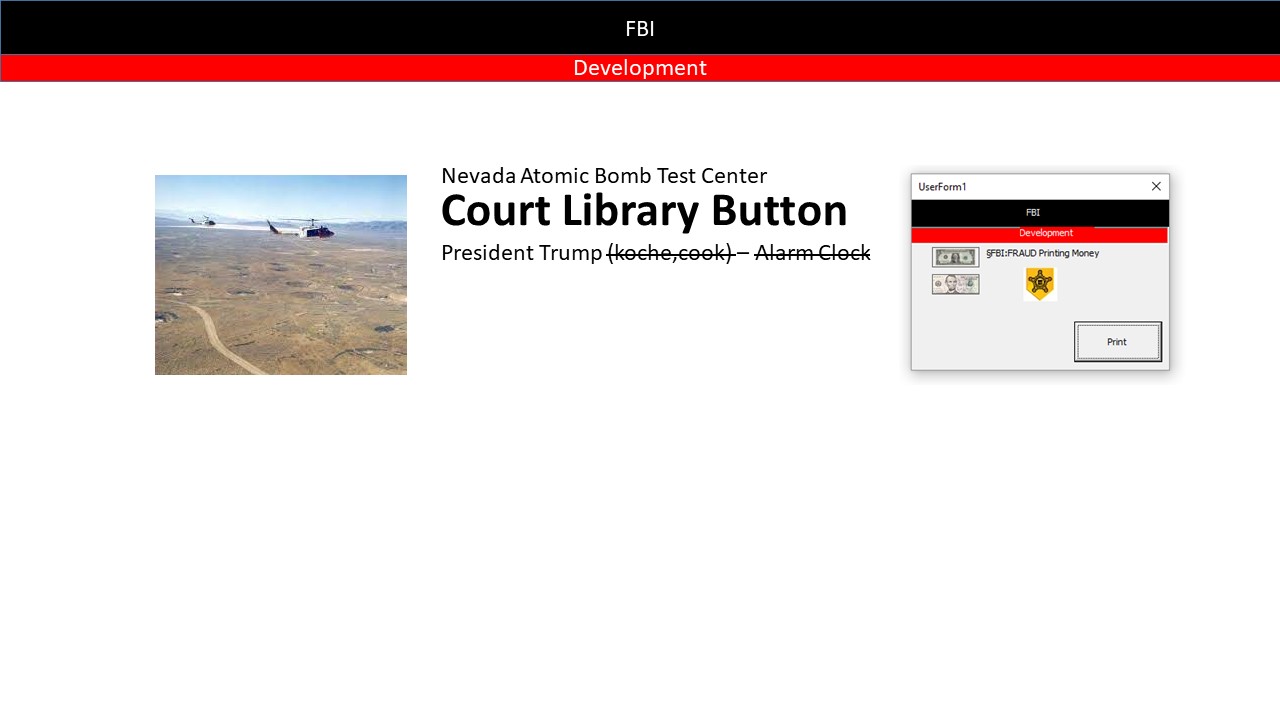 FBI
Development
Nevada Atomic Bomb Test Center
Court Library Button
President Trump (koche,cook) – Alarm Clock
UserForm1
FBI
Development
§FBI:FRAUD Printing Money
Print